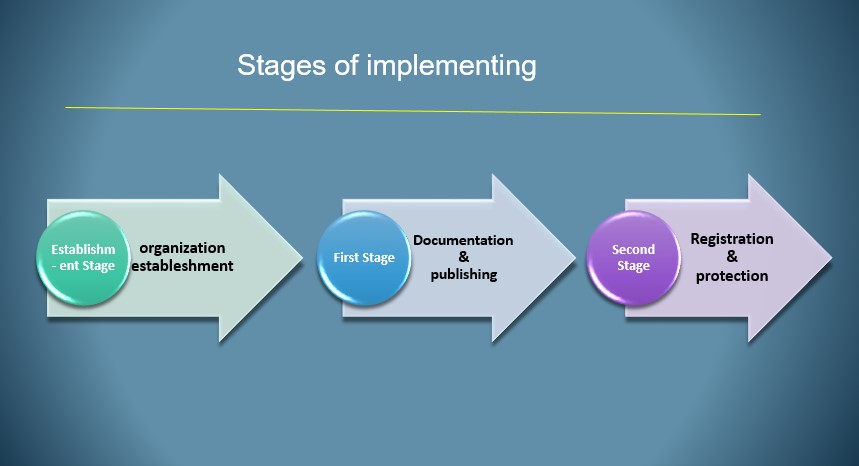 Stages of implementing
Establishm
- ent Stage
organization
estableshment
First Stage
Documentation
&
publishing
Second
Stage
Registration
&
protection